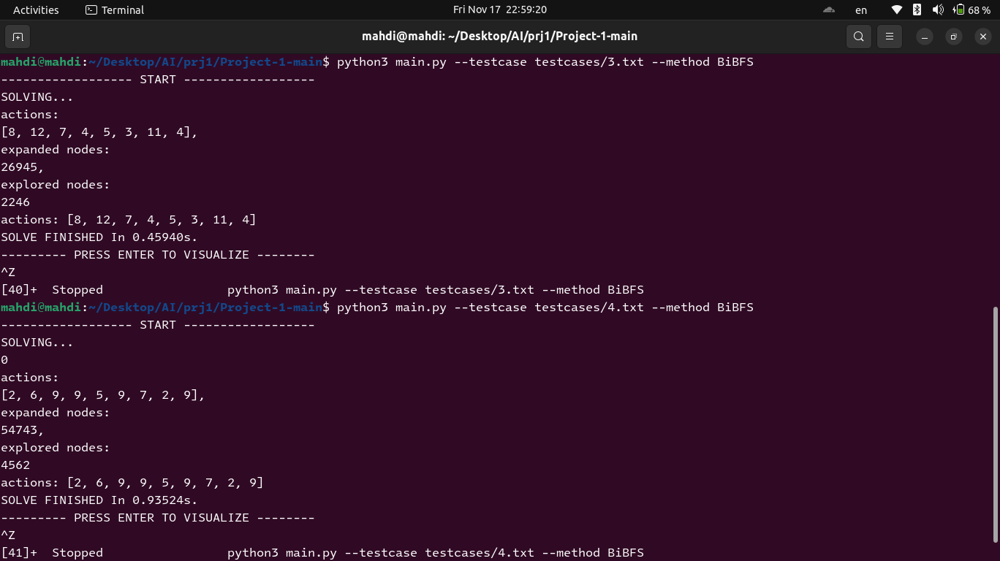 Activities Terminal Fri Nov 17 22:59:20 en 68 %
mahdi@mahdi: ~/Desktop/AI/prj1/Project-1-main
mahdi@mahdi:~/Desktop/AI/prj1/Project-1-main$ python3 main.py --testcase testcases/3.txt --method BiBFS
------------------ START ------------------
SOLVING...
actions:
[8, 12, 7, 4, 5, 3, 11, 4],
expanded nodes:
26945,
explored nodes:
2246
actions: [8, 12, 7, 4, 5, 3, 11, 4]
SOLVE FINISHED In 0.45940s.
--------- PRESS ENTER TO VISUALIZE --------
^Z
[40]+  Stopped                 python3 main.py --testcase testcases/3.txt --method BiBFS
mahdi@mahdi:~/Desktop/AI/prj1/Project-1-main$ python3 main.py --testcase testcases/4.txt --method BiBFS
------------------ START ------------------
SOLVING...
0
actions:
[2, 6, 9, 9, 5, 9, 7, 2, 9],
expanded nodes:
54743,
explored nodes:
4562
actions: [2, 6, 9, 9, 5, 9, 7, 2, 9]
SOLVE FINISHED In 0.93524s.
--------- PRESS ENTER TO VISUALIZE --------
^Z
[41]+  Stopped                 python3 main.py --testcase testcases/4.txt --method BiBFS